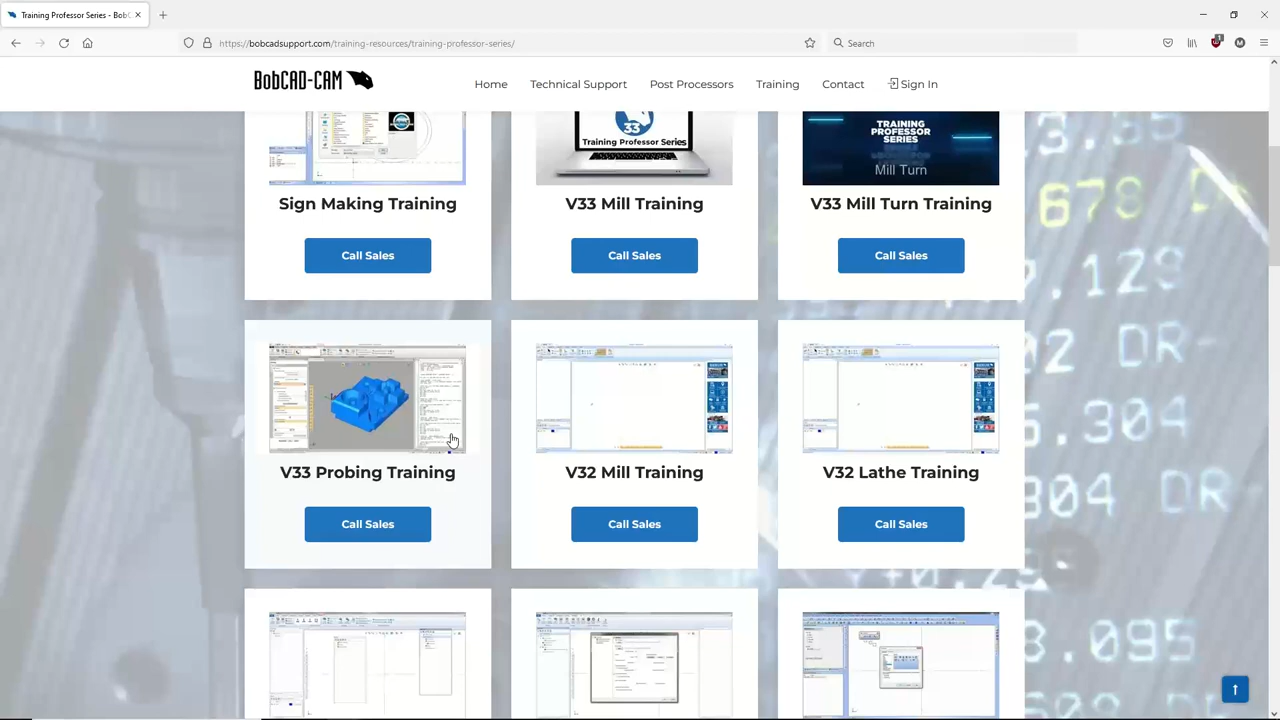 Training Professor Series - BobC
https://bobcadsupport.com/training-resources/training-professor-series/
Search
BobCAD-CAM
Home
Technical Support
Post Processors
Training
Contact
Sign In
33
Training Professor Series
TRAINING
PROFESSOR
SERIES
Mill Turn
Sign Making Training
V33 Mill Training
V33 Mill Turn Training
Call Sales
Call Sales
Call Sales
V33 Probing Training
V32 Mill Training
V32 Lathe Training
Call Sales
Call Sales
Call Sales